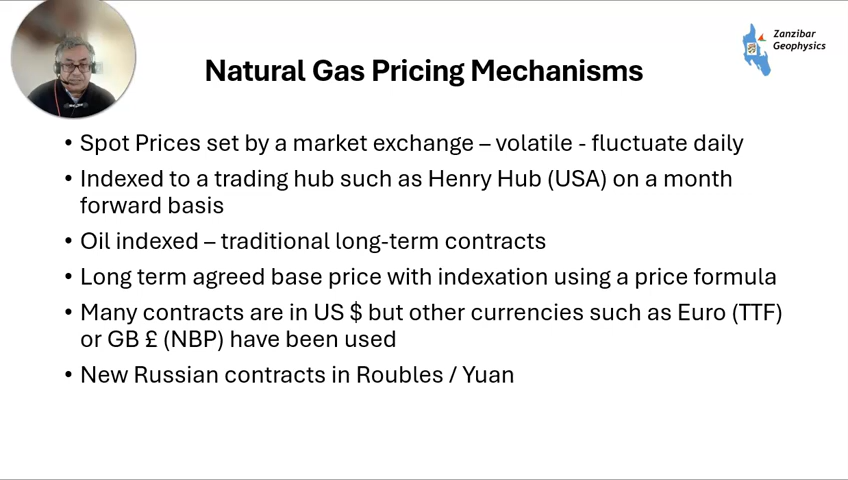 Zanzibar
Geophysics
Natural Gas Pricing Mechanisms
• Spot Prices set by a market exchange – volatile - fluctuate daily
• Indexed to a trading hub such as Henry Hub (USA) on a month
forward basis
• Oil indexed – traditional long-term contracts
• Long term agreed base price with indexation using a price formula
• Many contracts are in US $ but other currencies such as Euro (TTF)
or GB £ (NBP) have been used
• New Russian contracts in Roubles / Yuan